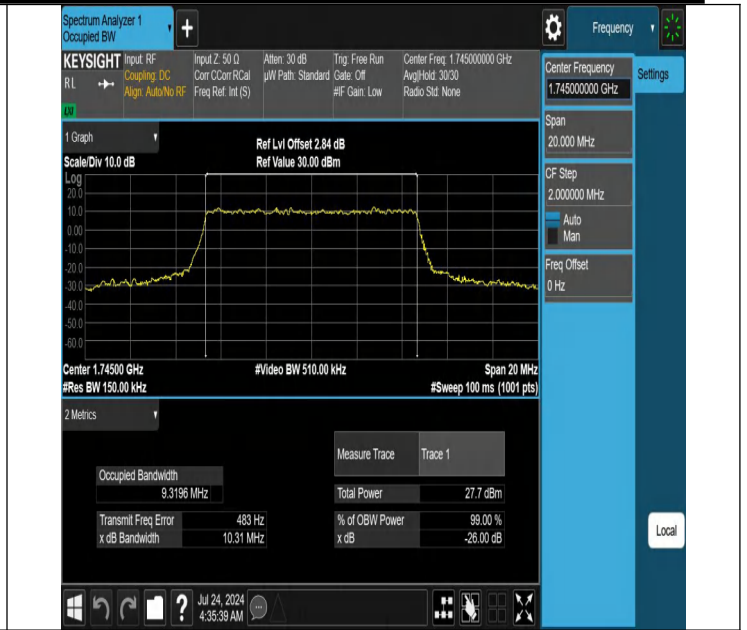 Spectrum Analyzer 1
Occupied BW
+
Frequency
KEYSIGHT
RL
Input: RF
Coupling: DC
Align: Auto/No RF
Input Z: 50 Ω
Corr CCorr RCal
Freq Ref: Int (S)
Atten: 30 dB
µW Path: Standard
Trig: Free Run
Gate: Off
#IF Gain: Low
Center Freq: 1.745000000 GHz
Avg|Hold: 30/30
Radio Std: None
Center Frequency
1.745000000 GHz
Settings
Span
20.000 MHz
CF Step
2.000000 MHz
Auto
Man
Freq Offset
0 Hz
1 Graph
Scale/Div 10.0 dB
Ref Lvl Offset 2.84 dB
Ref Value 30.00 dBm
Log
20.0
10.0
0.00
-10.0
-20.0
-30.0
-40.0
-50.0
-60.0
Center 1.74500 GHz
#Video BW 510.00 kHz
Span 20 MHz
#Res BW 150.00 kHz
#Sweep 100 ms (1001 pts)
2 Metrics
Measure Trace
Trace 1
Occupied Bandwidth
9.3196 MHz
Total Power
27.7 dBm
Transmit Freq Error
483 Hz
% of OBW Power
99.00 %
x dB Bandwidth
10.31 MHz
x dB
-26.00 dB
Local
?
Jul 24, 2024
4:35:39 AM